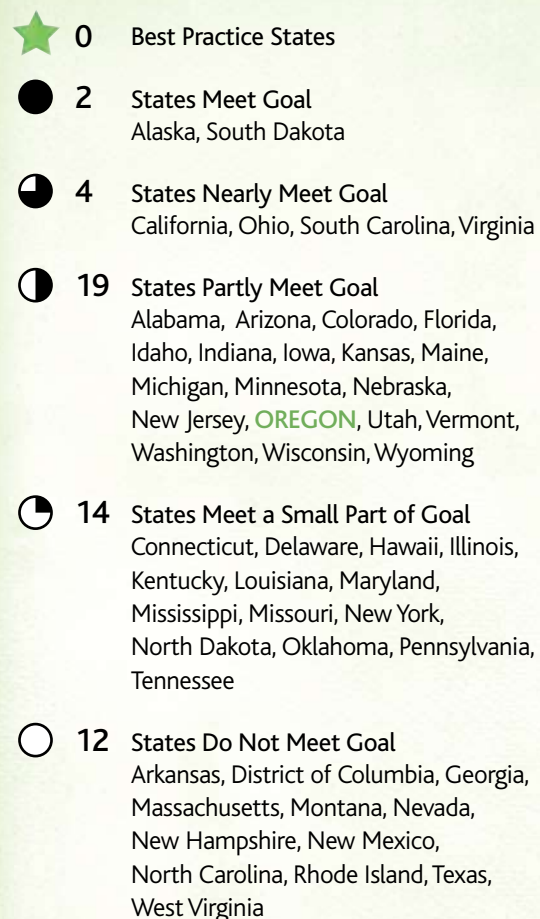 0 Best Practice States
2 States Meet Goal
Alaska, South Dakota
4 States Nearly Meet Goal
California, Ohio, South Carolina, Virginia
19 States Partly Meet Goal
Alabama, Arizona, Colorado, Florida,
Idaho, Indiana, Iowa, Kansas, Maine,
Michigan, Minnesota, Nebraska,
New Jersey, OREGON, Utah, Vermont,
Washington, Wisconsin, Wyoming
14 States Meet a Small Part of Goal
Connecticut, Delaware, Hawaii, Illinois,
Kentucky, Louisiana, Maryland,
Mississippi, Missouri, New York,
North Dakota, Oklahoma, Pennsylvania,
Tennessee
12 States Do Not Meet Goal
Arkansas, District of Columbia, Georgia,
Massachusetts, Montana, Nevada,
New Hampshire, New Mexico,
North Carolina, Rhode Island, Texas,
West Virginia